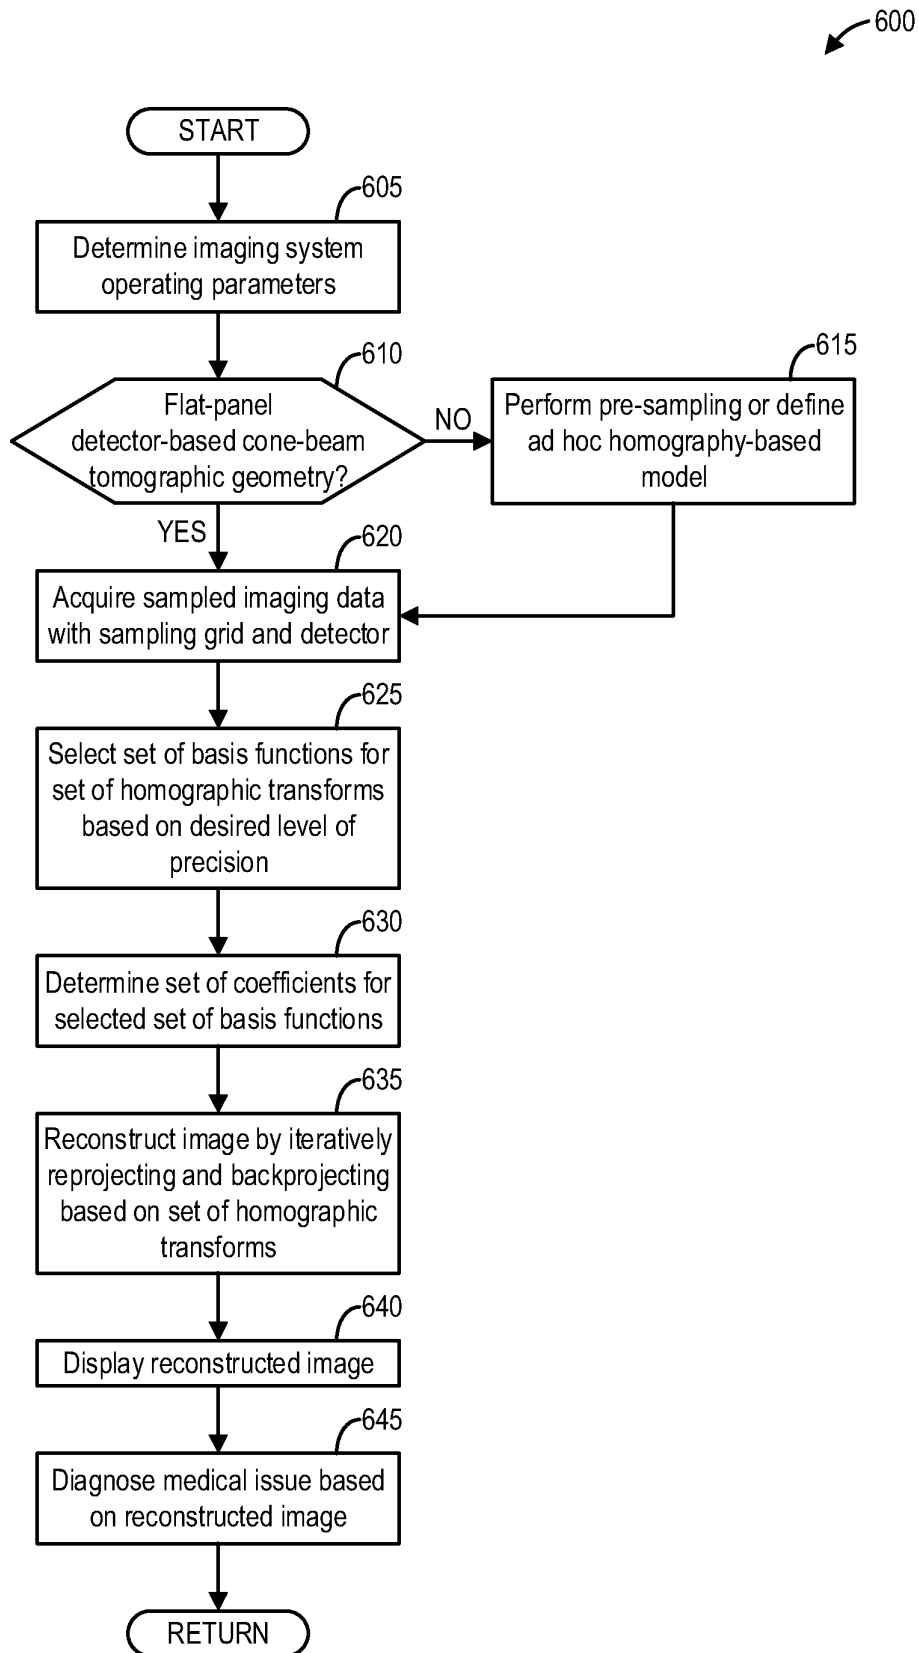 600
START
605
Determine imaging system
operating parameters
610
Flat-panel
detector-based cone-beam
tomographic geometry?
NO
615
Perform pre-sampling or define
ad hoc homography-based
model
YES
620
Acquire sampled imaging data
with sampling grid and detector
625
Select set of basis functions for
set of homographic transforms
based on desired level of
precision
630
Determine set of coefficients for
selected set of basis functions
635
Reconstruct image by iteratively
reprojecting and backprojecting
based on set of homographic
transforms
640
Display reconstructed image
645
Diagnose medical issue based
on reconstructed image
RETURN